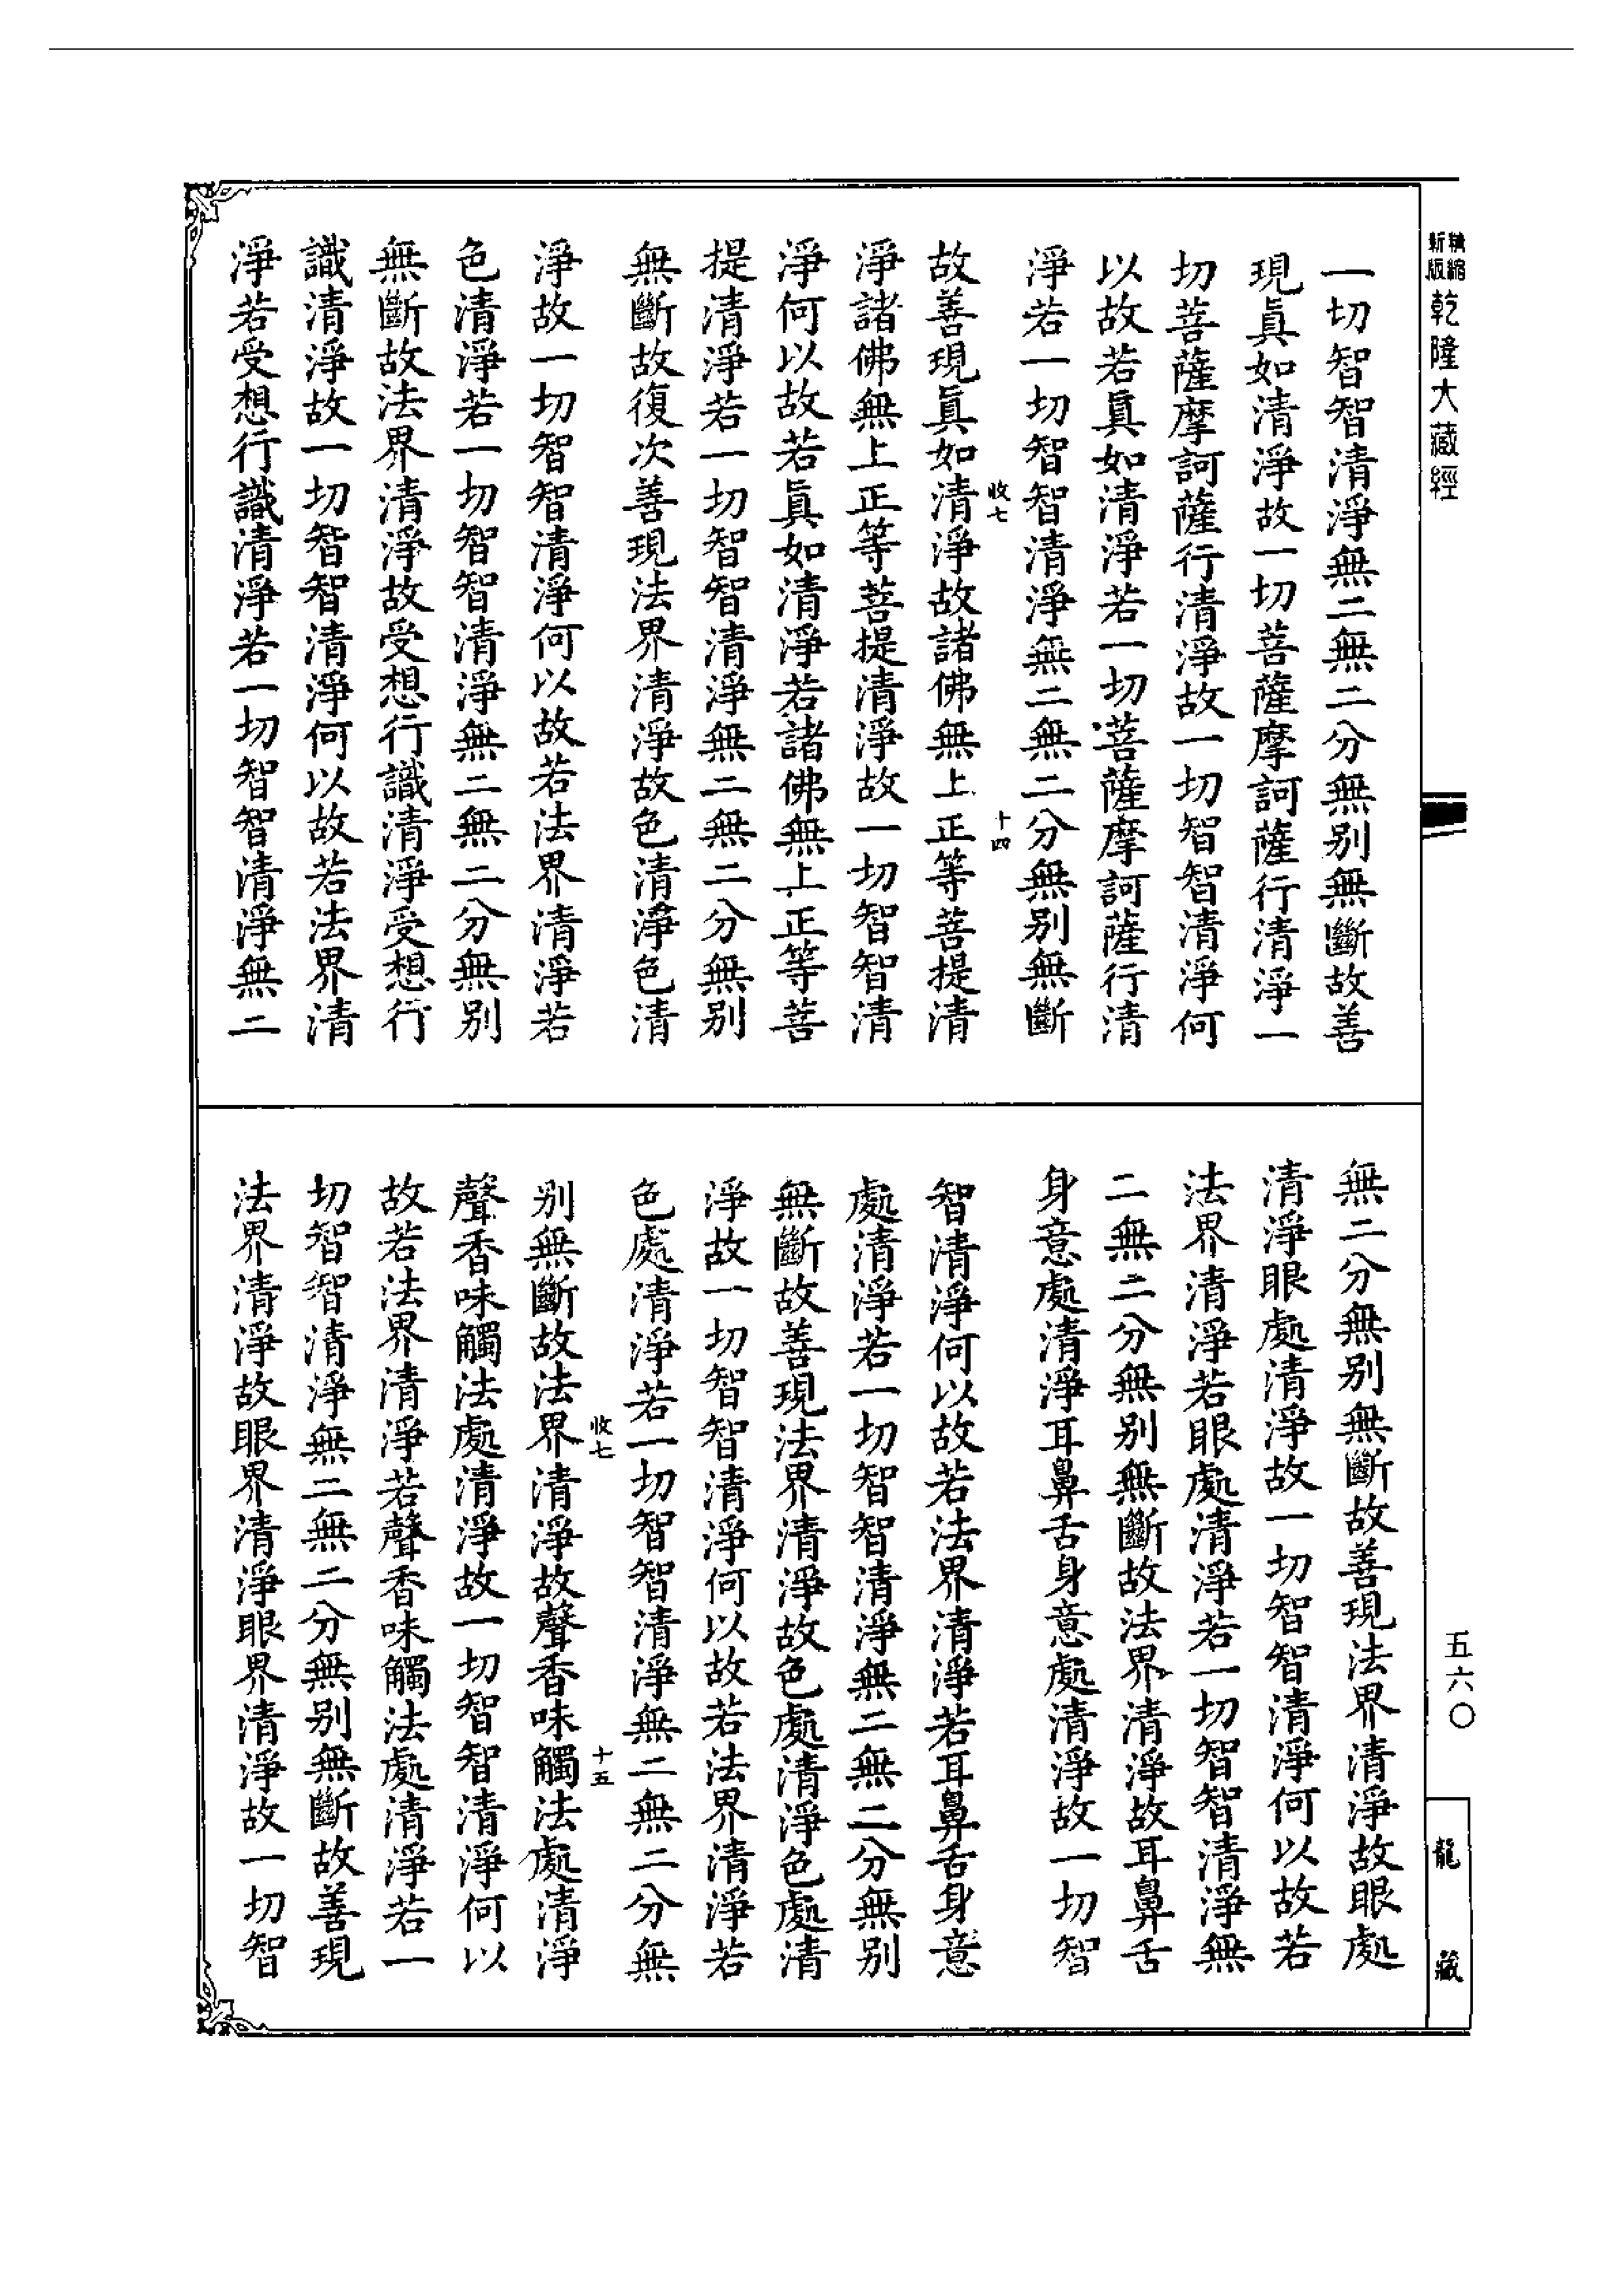 精縮新版乾隆大藏經
一切智智清淨無二無二分無別無斷故善
現眞如清淨故一切菩薩摩訶薩行清淨一
切菩薩摩訶薩行清淨故一切智智清淨何
以故若眞如清淨若一切菩薩摩訶薩行清
淨若一切智智清淨無二無二分無別無斷
收七 十四
故善現眞如清淨故諸佛無上正等菩提清
淨諸佛無上正等菩提清淨故一切智智清
淨何以故若眞如清淨若諸佛無上正等菩
提清淨若一切智智清淨無二無二分無別
無斷故復次善現法界清淨故色清淨色清
淨故一切智智清淨何以故若法界清淨若
色清淨若一切智智清淨無二無二分無別
無斷故法界清淨故受想行識清淨受想行
識清淨故一切智智清淨何以故若法界清
淨若受想行識清淨若一切智智清淨無二
無二分無別無斷故善現法界清淨故眼處
清淨眼處清淨故一切智智清淨何以故若
法界清淨若眼處清淨若一切智智清淨無
二無二分無別無斷故法界清淨故耳鼻舌
身意處清淨耳鼻舌身意處清淨故一切智
智清淨何以故若法界清淨若耳鼻舌身意
處清淨若一切智智清淨無二無二分無別
無斷故善現法界清淨故色處清淨色處清
淨故一切智智清淨何以故若法界清淨若
色處清淨若一切智智清淨無二無二分無
收七 十五
別無斷故法界清淨故聲香味觸法處清淨
聲香味觸法處清淨故一切智智清淨何以
故若法界清淨若聲香味觸法處清淨若一
切智智清淨無二無二分無別無斷故善現
法界清淨故眼界清淨眼界清淨故一切智
五六〇
龍藏